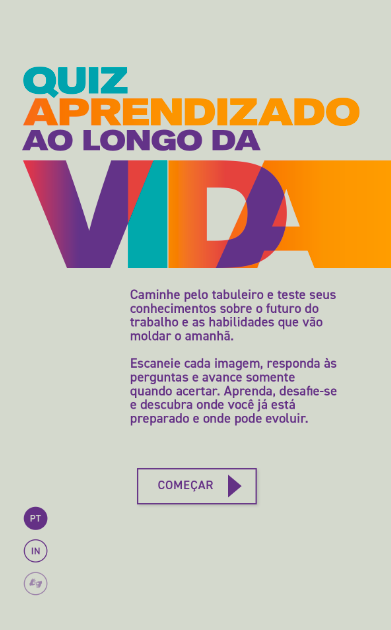 QUIZ
APRENDIZADO
AO LONGO DA
VIDA
Caminhe pelo tabuleiro e teste seus
conhecimentos sobre o futuro do
trabalho e as habilidades que vão
moldar o amanhã.
Escaneie cada imagem, responda às
perguntas e avance somente
quando acertar. Aprenda, desafie-se
e descubra onde você já está
preparado e onde pode evoluir.
COMEÇAR
PT
IN